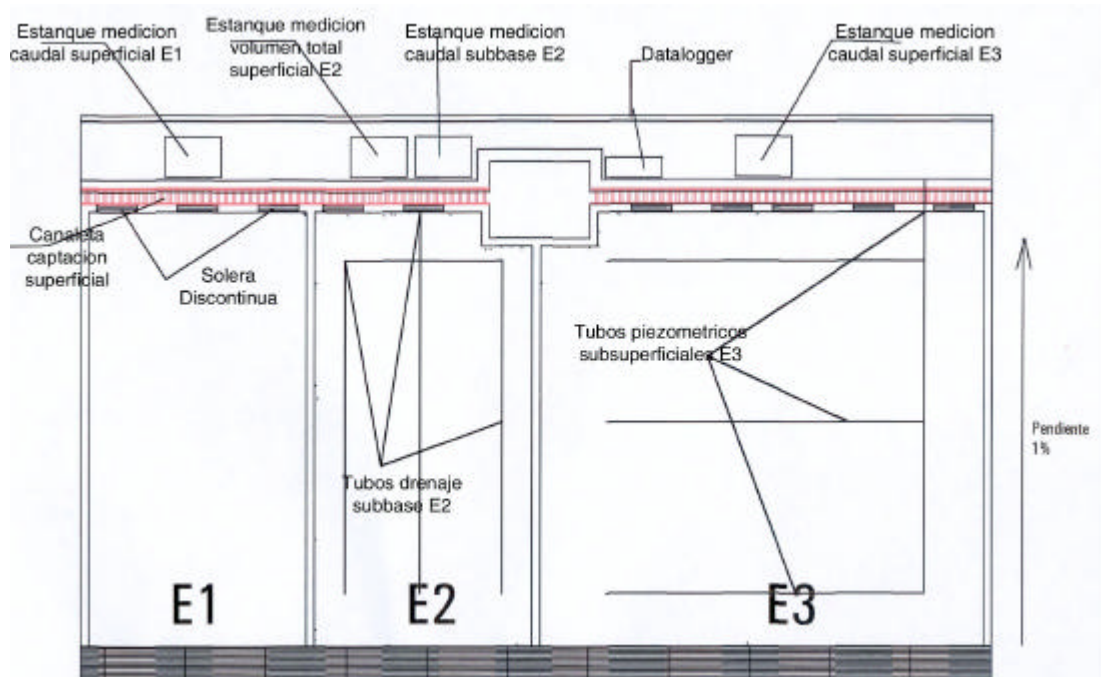 Estanque medicion
caudal superficial E1
Estanque medicion
volumen total
superficial E2
Estanque medicion
caudal subbase E2
Datalogger
Estanque medicion
caudal superficial E3
Canaleta
captacion
superficial
Solera
Discontinua
Tubos piezometricos
subsuperficiales E3
Tubos drenaje
subbase E2
Pendiente
1%
E1
E2
E3